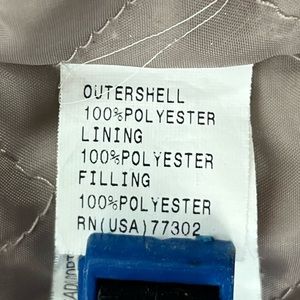 OUTERSHELL
100%POLYESTER
LINING
100%POLYESTER
FILLING
100%POLYESTER
RN(USA)77302